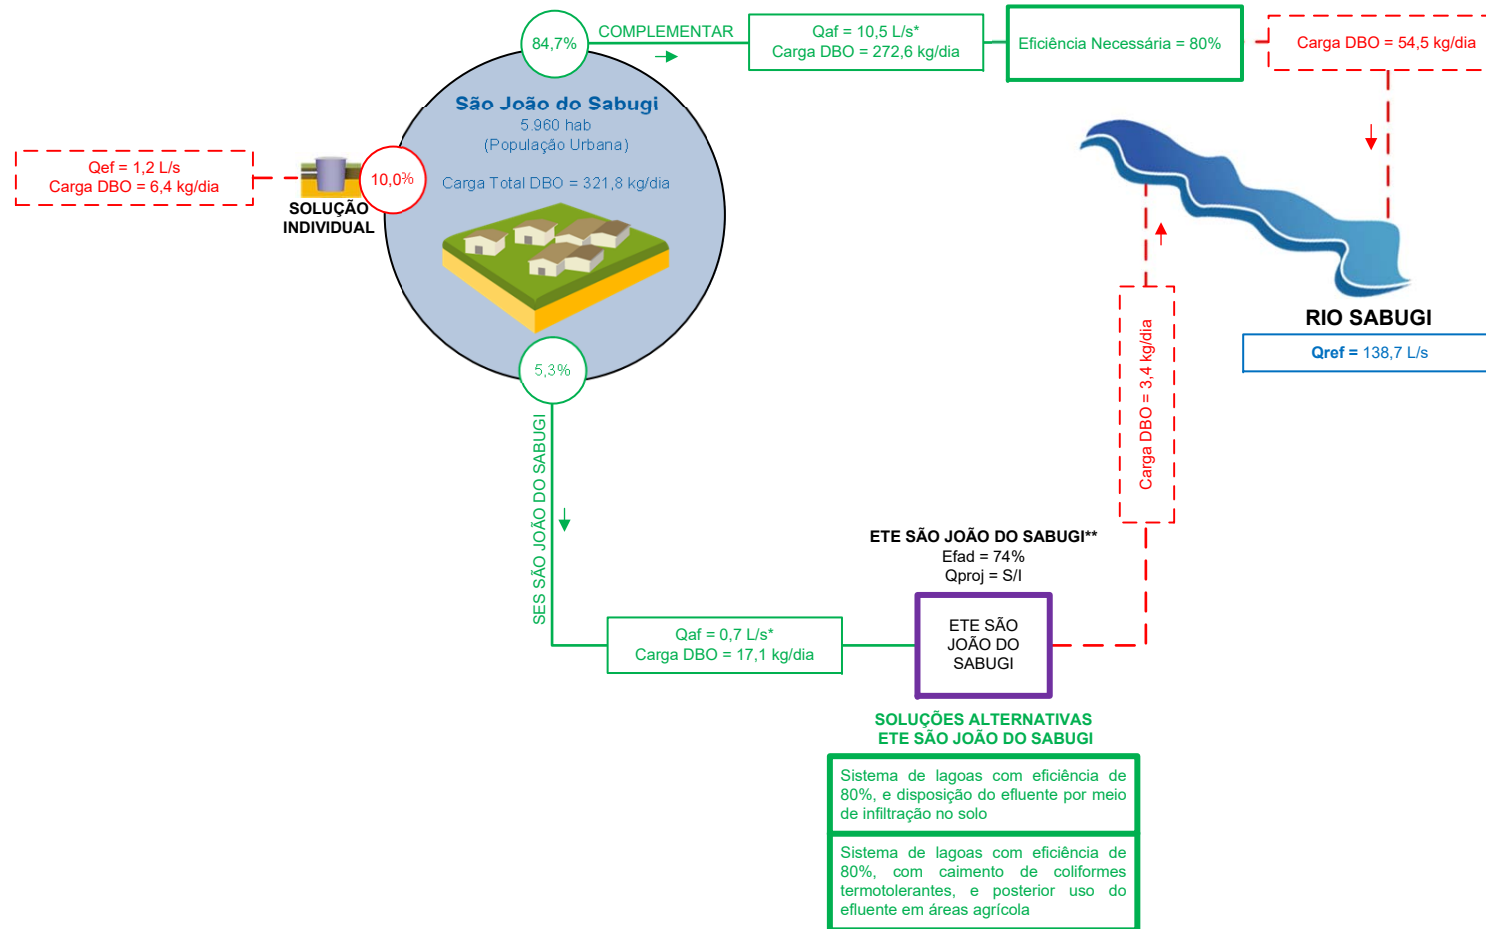 84,7%
COMPLEMENTAR
Qaf = 10,5 L/s*
Carga DBO = 272,6 kg/dia
Eficiência Necessária = 80%
Carga DBO = 54,5 kg/dia
São João do Sabugi
5.960 hab
(População Urbana)
Carga Total DBO = 321,8 kg/dia
Qef = 1,2 L/s
Carga DBO = 6,4 kg/dia
10,0%
SOLUÇÃO
INDIVIDUAL
5,3%
RIO SABUGI
Qref = 138,7 L/s
Carga DBO = 3,4 kg/dia
SES SÃO JOÃO DO SABUGI
ETE SÃO JOÃO DO SABUGI**
Efad = 74%
Qproj = S/I
Qaf = 0,7 L/s*
Carga DBO = 17,1 kg/dia
ETE SÃO
JOÃO DO
SABUGI
SOLUÇÕES ALTERNATIVAS
ETE SÃO JOÃO DO SABUGI
Sistema de lagoas com eficiência de
80%, e disposição do efluente por meio
de infiltração no solo
Sistema de lagoas com eficiência de
80%, com caimento de coliformes
termotolerantes, e posterior uso do
efluente em áreas agrícola